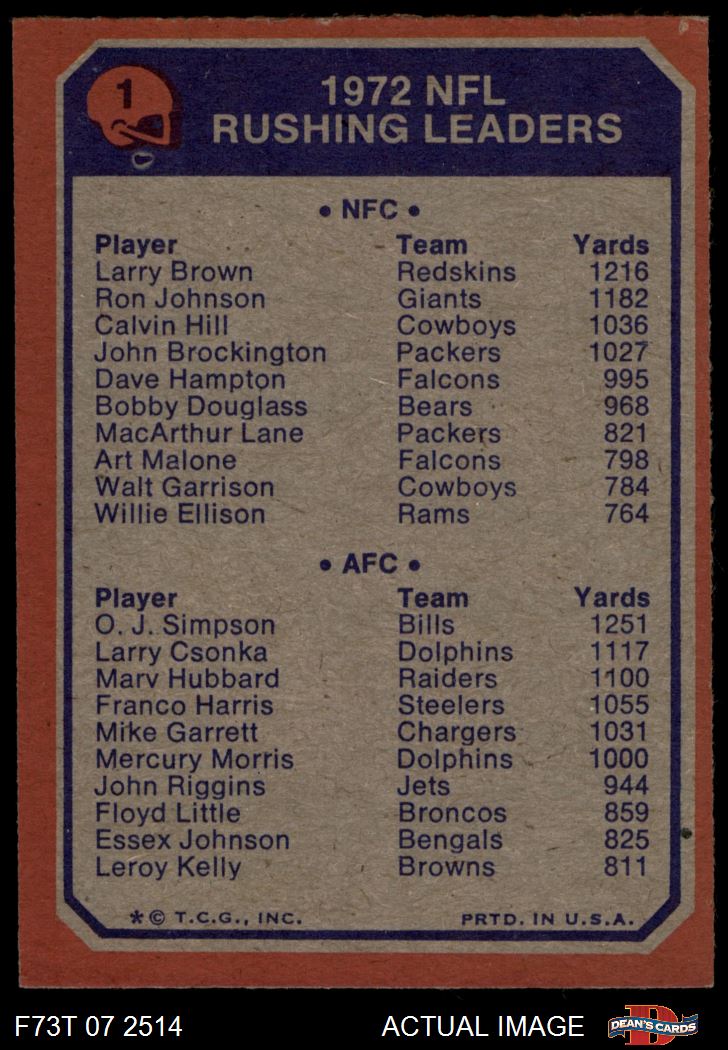 1
1972 NFL
RUSHING LEADERS
• NFC •
Player Team Yards
Larry Brown Redskins 1216
Ron Johnson Giants 1182
Calvin Hill Cowboys 1036
John Brockington Packers 1027
Dave Hampton Falcons 995
Bobby Douglass Bears 968
MacArthur Lane Packers 821
Art Malone Falcons 798
Walt Garrison Cowboys 784
Willie Ellison Rams 764
• AFC •
Player Team Yards
O. J. Simpson Bills 1251
Larry Csonka Dolphins 1117
Marv Hubbard Raiders 1100
Franco Harris Steelers 1055
Mike Garrett Chargers 1031
Mercury Morris Dolphins 1000
John Riggins Jets 944
Floyd Little Broncos 859
Essex Johnson Bengals 825
Leroy Kelly Browns 811
*© T.C.G., INC. PRTD. IN U.S.A.
F73T 07 2514 ACTUAL IMAGE D DEAN'S CARDS